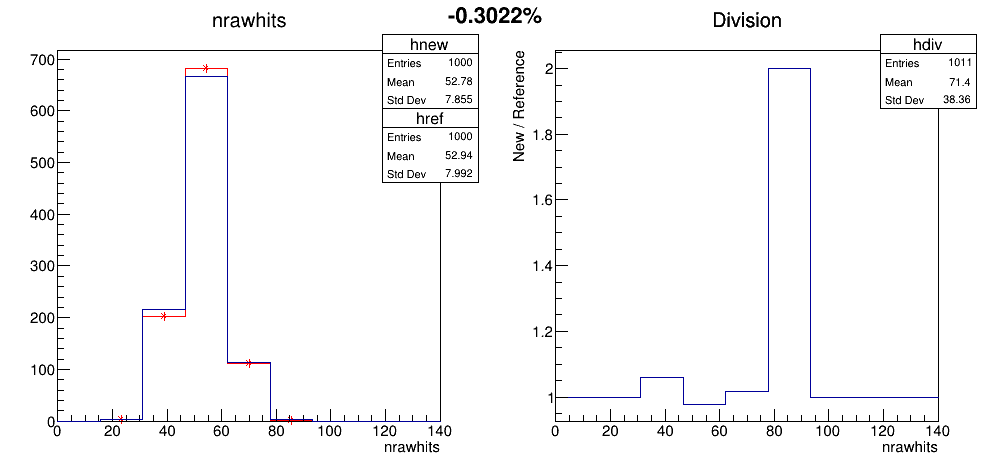 -0.3022%
nrawhits
700
600
500
400
300
200
100
0
0 20 40 60 80 100 120 140
nrawhits
hnew
Entries 1000
Mean 52.78
Std Dev 7.855
href
Entries 1000
Mean 52.94
Std Dev 7.992
Division
New / Reference
2
1.8
1.6
1.4
1.2
1
0 20 40 60 80 100 120 140
nrawhits
hdiv
Entries 1011
Mean 71.4
Std Dev 38.36